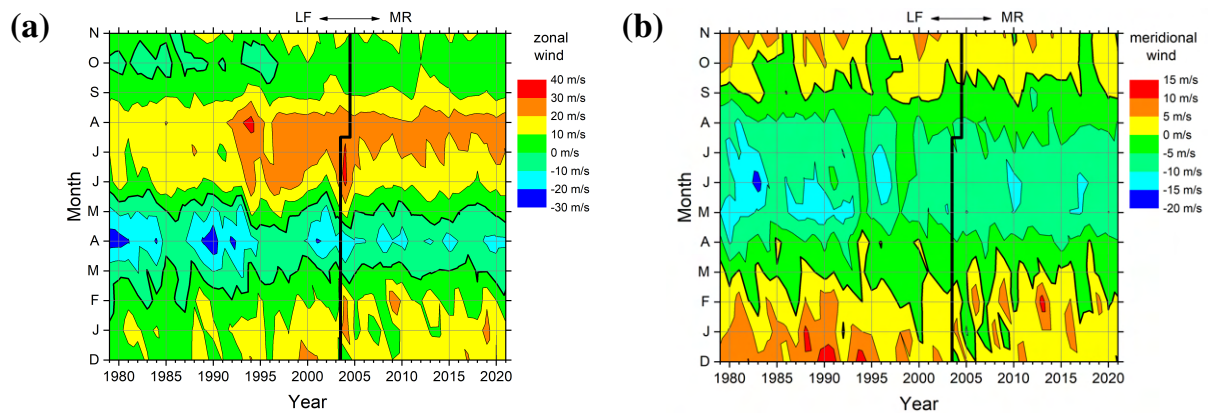 (a)
LF MR
N
O
S
A
J
J
M
A
M
F
J
D
Month
1980 1985 1990 1995 2000 2005 2010 2015 2020
Year
zonal
wind
40 m/s
30 m/s
20 m/s
10 m/s
0 m/s
-10 m/s
-20 m/s
-30 m/s
(b)
LF MR
N
O
S
A
J
J
M
A
M
F
J
D
Month
1980 1985 1990 1995 2000 2005 2010 2015 2020
Year
meridional
wind
15 m/s
10 m/s
5 m/s
0 m/s
-5 m/s
-10 m/s
-15 m/s
-20 m/s